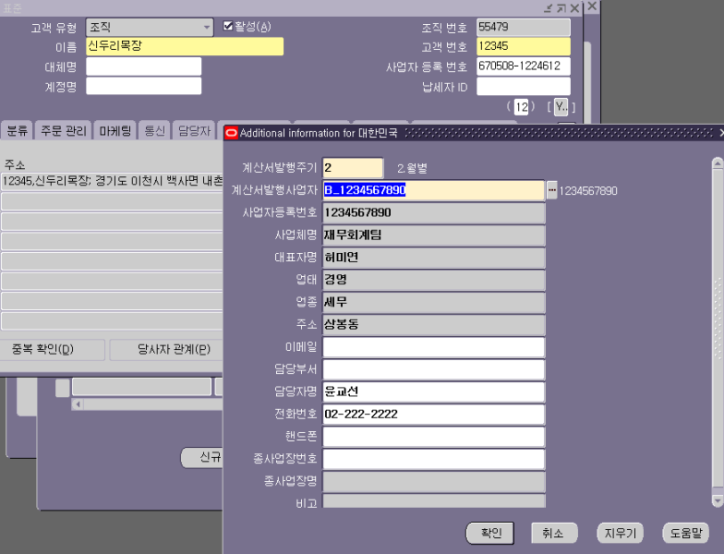 표준
고객 유형 조직 활성(A) 조직 번호 55479
이름 신두리목장 고객 번호 12345
대체명 사업자 등록 번호 670508-1224612
계정명 납세자 ID
( 12 ) [ Y.. ]
분류 주문 관리 마케팅 통신 담당자
주소
12345,신두리목장; 경기도 이천시 백사면 내촌
중복 확인(D) 당사자 관계(P)
신규
Additional information for 대한민국
계산서발행주기 2 2.월별
계산서발행사업자 B_1234567890 ... 1234567890
사업자등록번호 1234567890
사업체명 재무회계팀
대표자명 허미연
업태 경영
업종 세무
주소 상봉동
이메일
담당부서
담당자명 윤교선
전화번호 02-222-2222
핸드폰
종사업장번호
종사업장명
비고
확인 취소 지우기 도움말